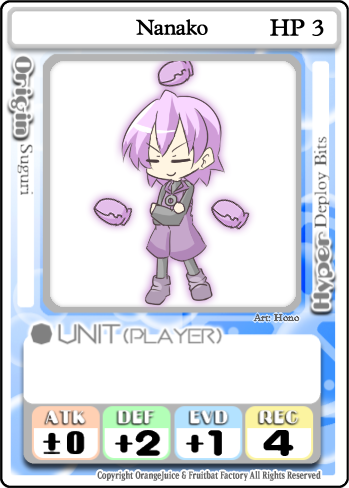 Nanako HP 3
Origin Suguri
Hyper Deploy Bits
Art: Hono
UNIT(PLAYER)
ATK DEF EVD REC
±0 +2 +1 4
Copyright Orangejuice & Fruitbat Factory All Rights Reserved